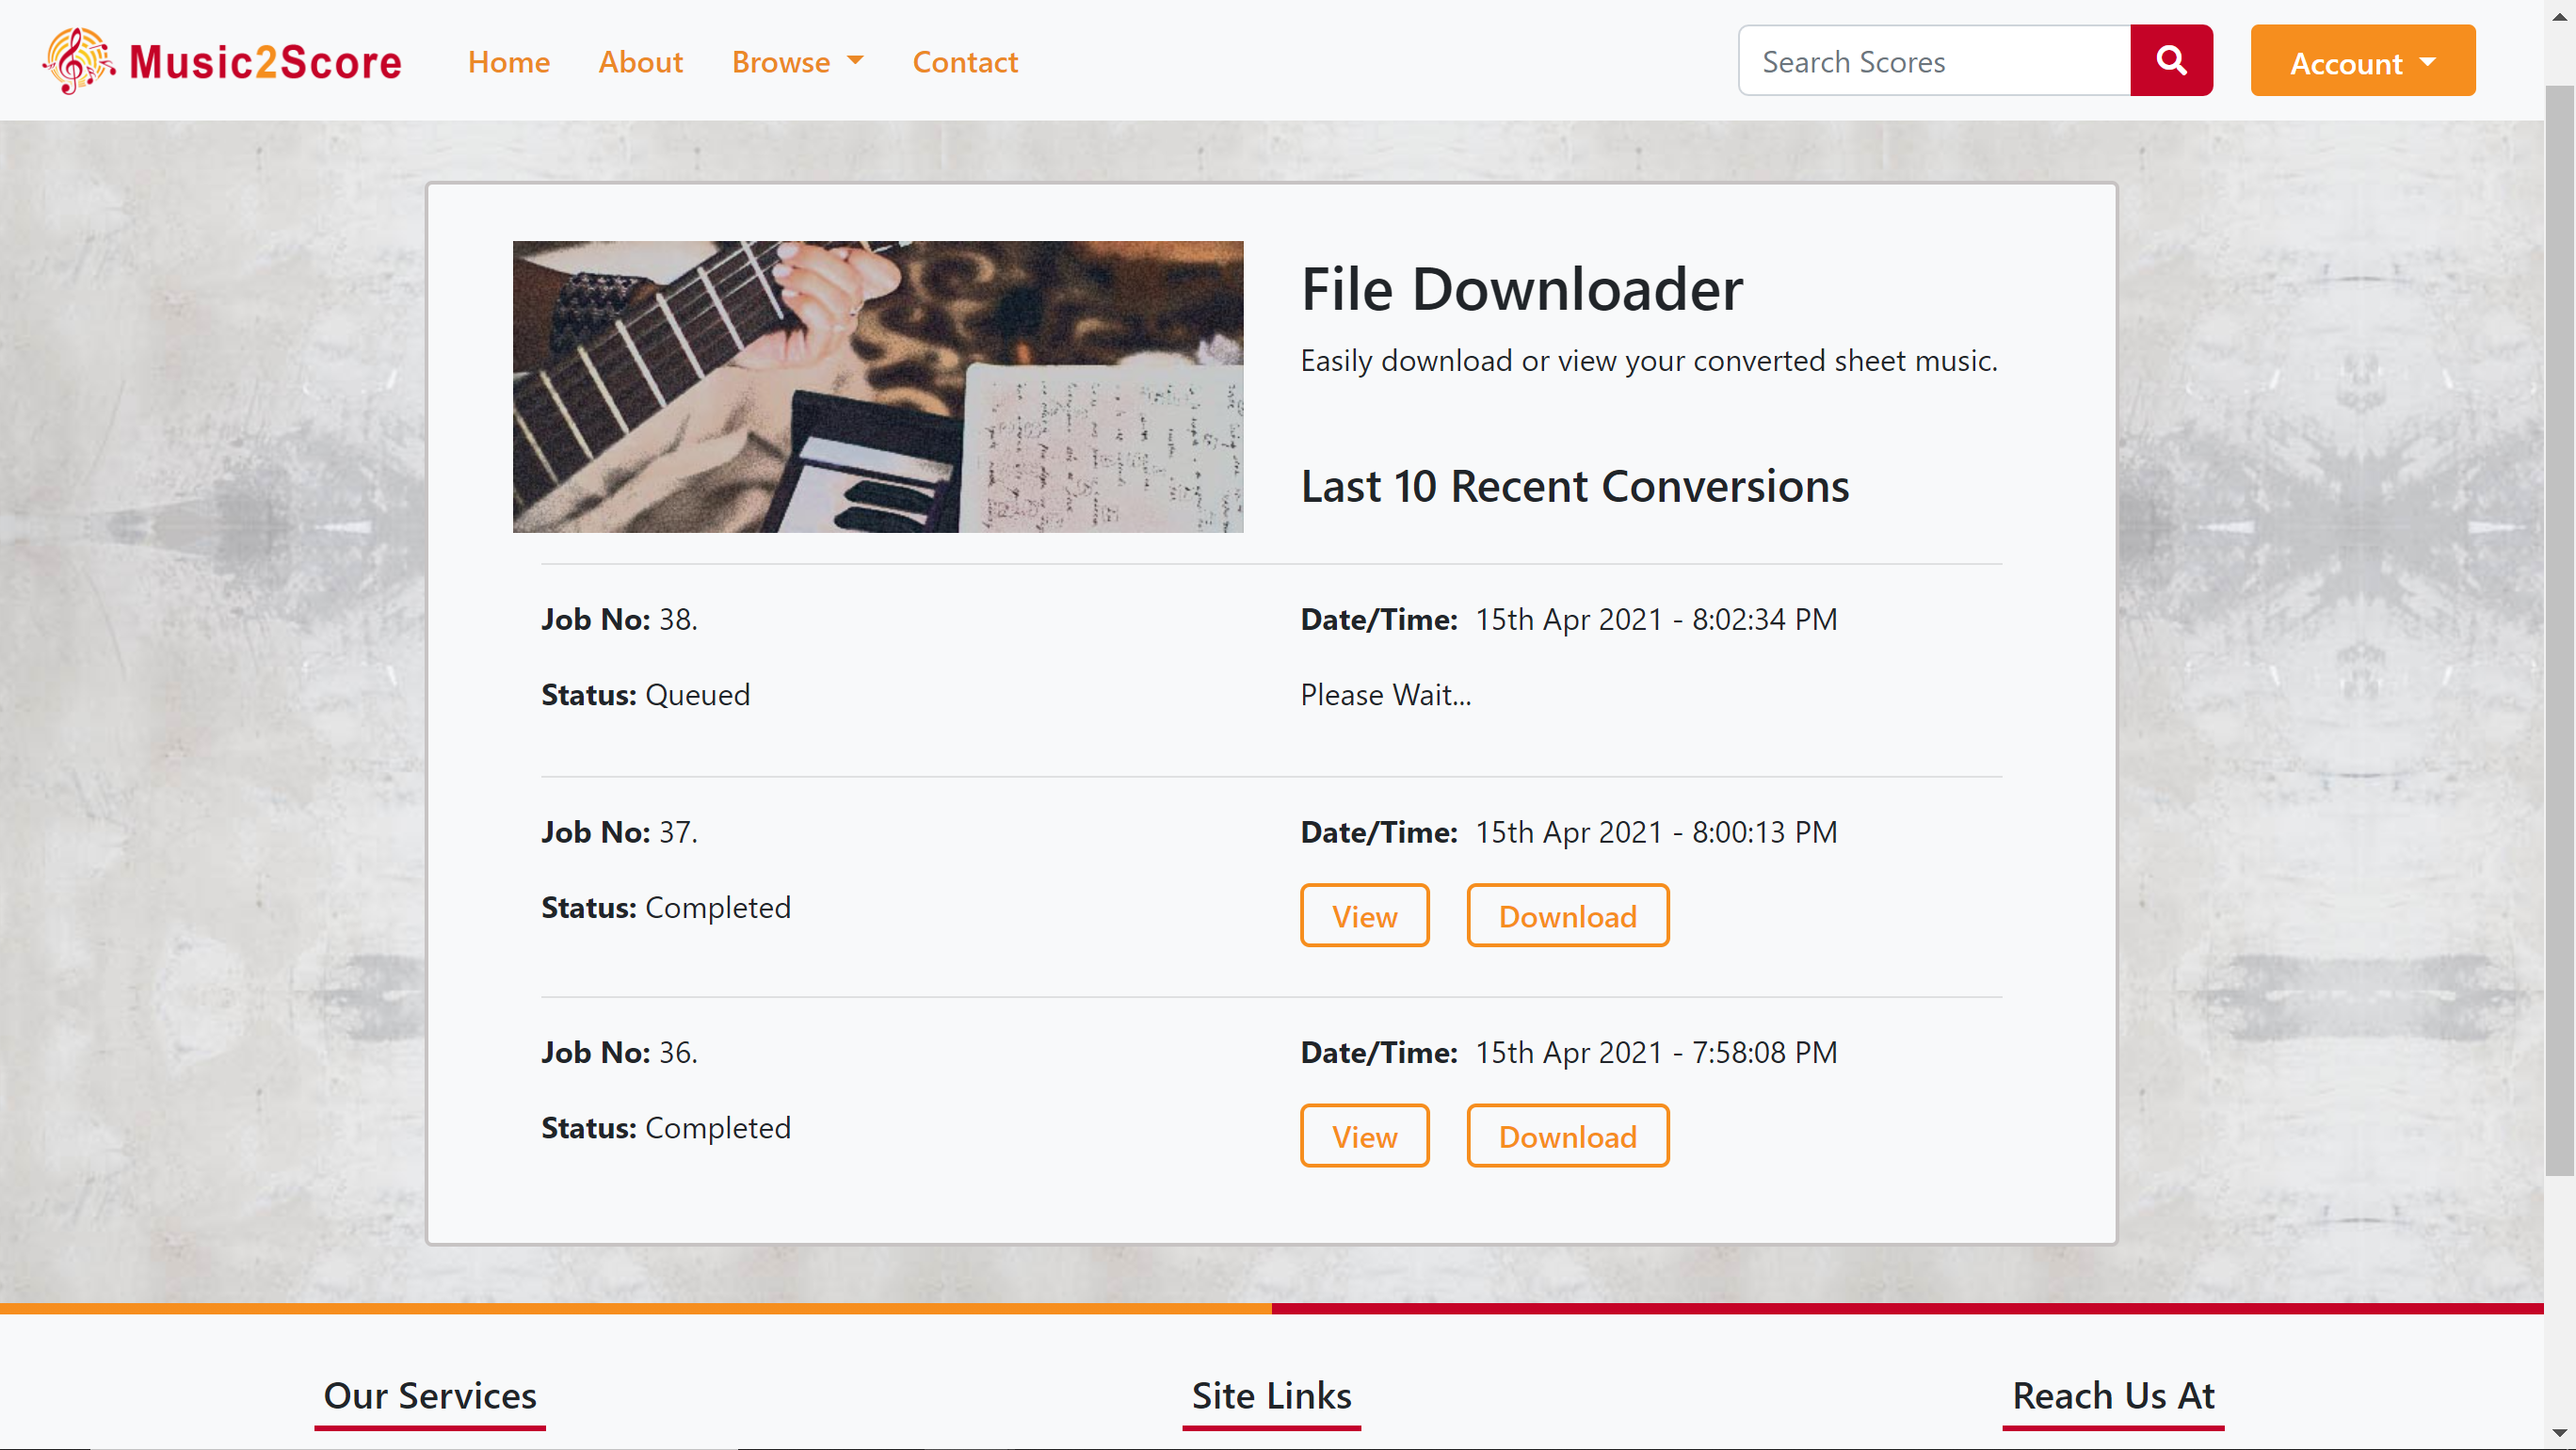 Music2Score
Home About Browse Contact
Search Scores
Account
File Downloader
Easily download or view your converted sheet music.
Last 10 Recent Conversions
Job No: 38.
Date/Time: 15th Apr 2021 - 8:02:34 PM
Status: Queued
Please Wait...
Job No: 37.
Date/Time: 15th Apr 2021 - 8:00:13 PM
Status: Completed
View Download
Job No: 36.
Date/Time: 15th Apr 2021 - 7:58:08 PM
Status: Completed
View Download
Our Services
Site Links
Reach Us At